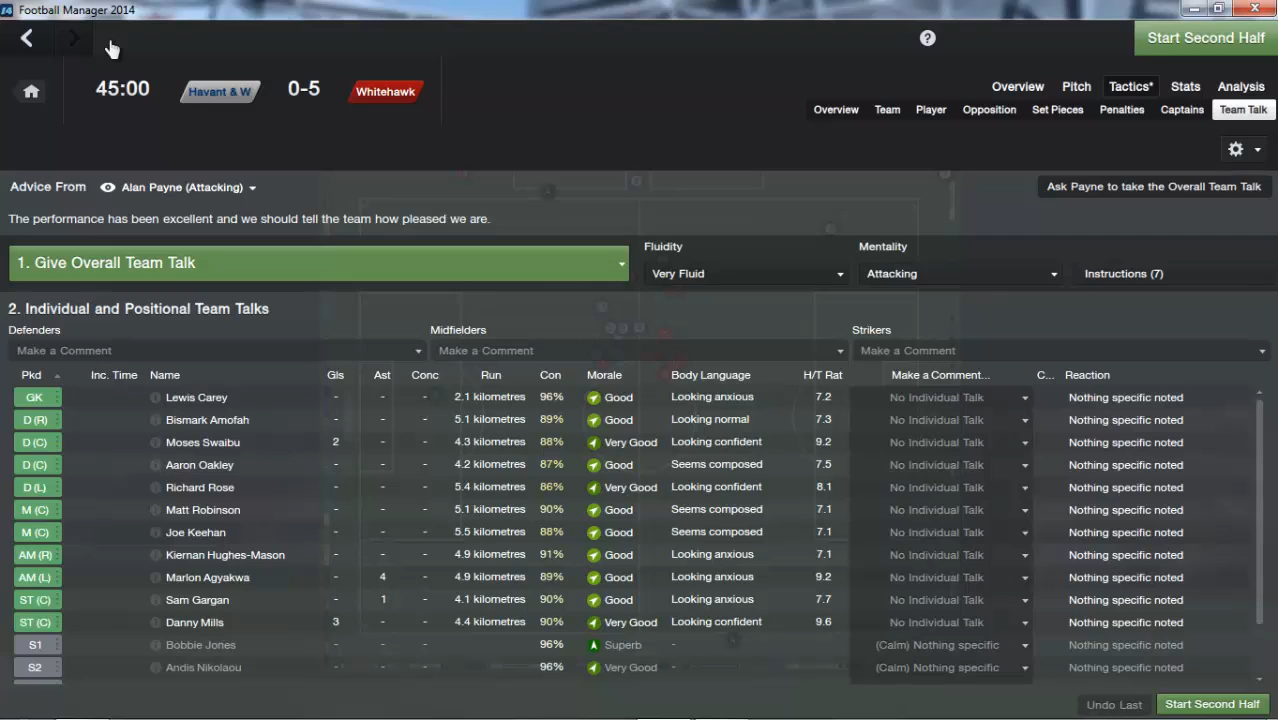 14 Football Manager 2014
? Start Second Half
45:00 Havant & W 0-5 Whitehawk
Overview Pitch Tactics* Stats Analysis
Overview Team Player Opposition Set Pieces Penalties Captains Team Talk
Advice From Alan Payne (Attacking) Ask Payne to take the Overall Team Talk
The performance has been excellent and we should tell the team how pleased we are.
Fluidity Mentality
1. Give Overall Team Talk Very Fluid Attacking Instructions (7)
2. Individual and Positional Team Talks
Defenders Midfielders Strikers
Make a Comment Make a Comment Make a Comment
Pkd Inc. Time Name Gls Ast Conc Run Con Morale Body Language H/T Rat Make a Comment... C... Reaction
GK Lewis Carey - - - 2.1 kilometres 96% Good Looking anxious 7.2 No Individual Talk Nothing specific noted
D (R) Bismark Amofah - - - 5.1 kilometres 89% Good Looking normal 7.3 No Individual Talk Nothing specific noted
D (C) Moses Swaibu 2 - - 4.3 kilometres 88% Very Good Looking confident 9.2 No Individual Talk Nothing specific noted
D (C) Aaron Oakley - - - 4.2 kilometres 87% Good Seems composed 7.5 No Individual Talk Nothing specific noted
D (L) Richard Rose - - - 5.4 kilometres 86% Very Good Looking confident 8.1 No Individual Talk Nothing specific noted
M (C) Matt Robinson - - - 5.1 kilometres 90% Good Seems composed 7.1 No Individual Talk Nothing specific noted
M (C) Joe Keehan - - - 5.5 kilometres 88% Good Seems composed 7.1 No Individual Talk Nothing specific noted
AM (R) Kiernan Hughes-Mason - - - 4.9 kilometres 91% Good Looking anxious 7.1 No Individual Talk Nothing specific noted
AM (L) Marlon Agyakwa - 4 - 4.9 kilometres 89% Good Looking anxious 9.2 No Individual Talk Nothing specific noted
ST (C) Sam Gargan - 1 - 4.1 kilometres 90% Good Looking anxious 7.7 No Individual Talk Nothing specific noted
ST (C) Danny Mills 3 - - 4.4 kilometres 90% Very Good Looking confident 9.6 No Individual Talk Nothing specific noted
S1 Bobbie Jones 96% Superb - (Calm) Nothing specific Nothing specific noted
S2 Andis Nikolaou 96% Very Good - (Calm) Nothing specific Nothing specific noted
Undo Last Start Second Half